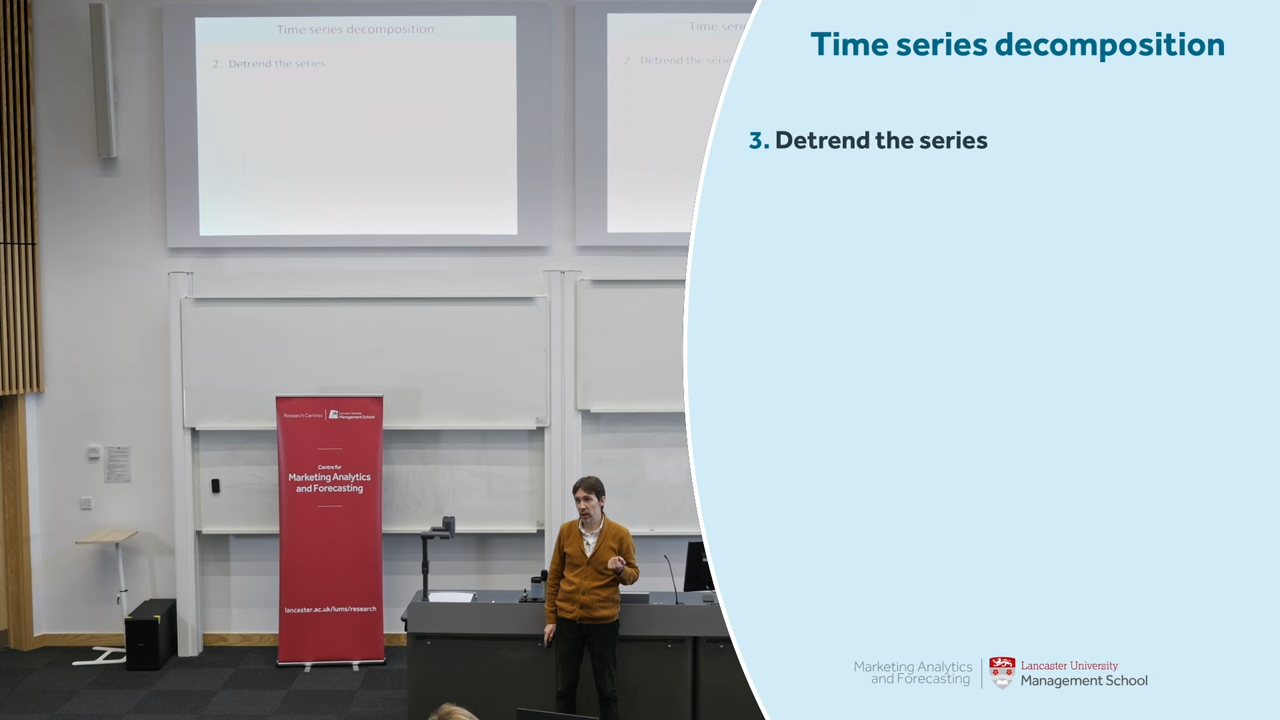 Time series decomposition
2. Detrend the series
Time seri
2. Detrend the serie
Research Centres
Management School
Centre for
Marketing Analytics
and Forecasting
lancaster.ac.uk/lums/research
Time series decomposition
3. Detrend the series
Marketing Analytics
and Forecasting
Lancaster University
Management School